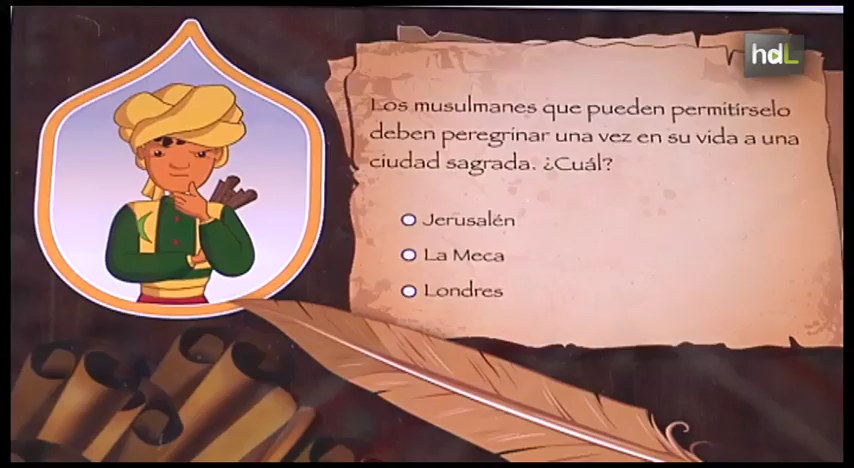 hdL
Los musulmanes que pueden permitírselo
deben peregrinar una vez en su vida a una
ciudad sagrada. ¿Cuál?
Jerusalén
La Meca
Londres